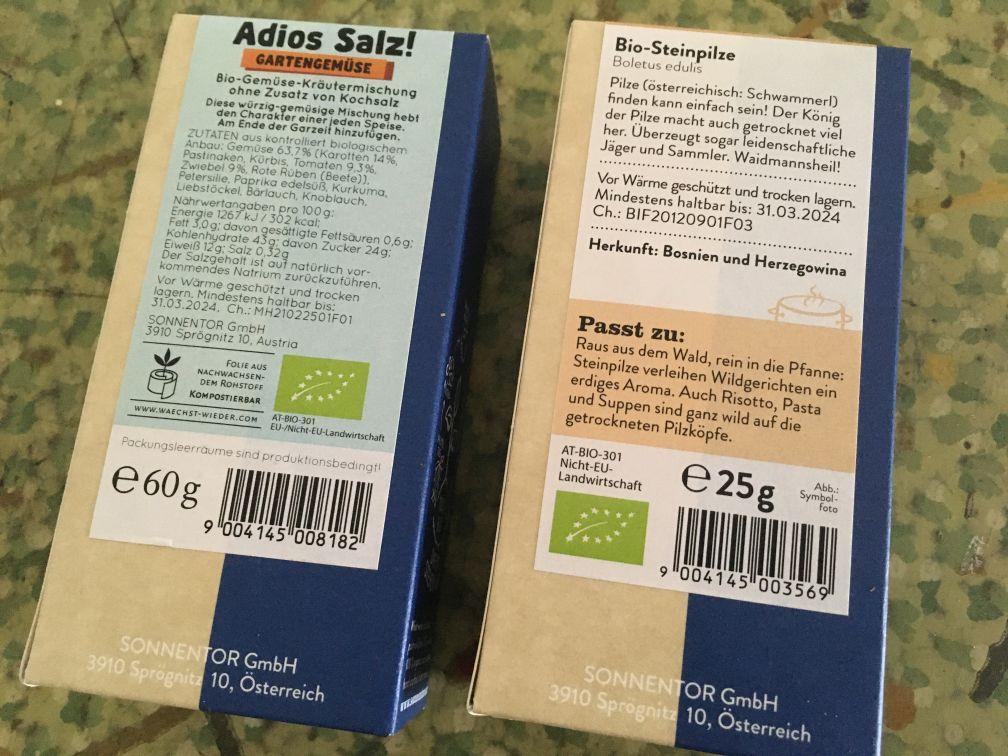 Adios Salz!
GARTENGEMÜSE
Bio-Gemüse-Kräutermischung
ohne Zusatz von Kochsalz
Diese würzig-gemüsige Mischung hebt
den Charakter einer jeden Speise.
Am Ende der Garzeit hinzufügen.
ZUTATEN aus kontrolliert biologischem
Anbau: Gemüse 63,7% (Karotten 14%,
Pastinaken, Kürbis, Tomaten 9,3%,
Zwiebel 9%, Rote Rüben (Beete)),
Petersilie, Paprika edelsüß, Kurkuma,
Liebstöckel, Bärlauch, Knoblauch.
Nährwertangaben pro 100g:
Energie 1267 kJ / 302 kcal;
Fett 3,0g; davon gesättigte Fettsäuren 0,6g;
Kohlenhydrate 43g; davon Zucker 24g;
Eiweiß 12g; Salz 0,32g
Der Salzgehalt ist auf natürlich vor-
kommendes Natrium zurückzuführen.
Vor Wärme geschützt und trocken
lagern. Mindestens haltbar bis:
31.03.2024. Ch.: MH21022501F01
SONNENTOR GmbH
3910 Sprögnitz 10, Austria
FOLIE AUS
NACHWACHSEN-
DEM ROHSTOFF
KOMPOSTIERBAR
WWW.WAECHST-WIEDER.COM
AT-BIO-301
EU-/Nicht-EU-Landwirtschaft
Packungsleerräume sind produktionsbedingt!
e 60g
9 004145 008182
SONNENTOR GmbH
3910 Sprögnitz 10, Österreich
Bio-Steinpilze
Boletus edulis
Pilze (österreichisch: Schwammerl)
finden kann einfach sein! Der König
der Pilze macht auch getrocknet viel
her. Überzeugt sogar leidenschaftliche
Jäger und Sammler. Waidmannsheil!
Vor Wärme geschützt und trocken lagern.
Mindestens haltbar bis: 31.03.2024
Ch.: BIF20120901F03
Herkunft: Bosnien und Herzegowina
Passt zu:
Raus aus dem Wald, rein in die Pfanne:
Steinpilze verleihen Wildgerichten ein
erdiges Aroma. Auch Risotto, Pasta
und Suppen sind ganz wild auf die
getrockneten Pilzköpfe.
AT-BIO-301
Nicht-EU-
Landwirtschaft
e 25g
Abb.:
Symbol-
foto
9 004145 003569
SONNENTOR GmbH
3910 Sprögnitz 10, Österreich